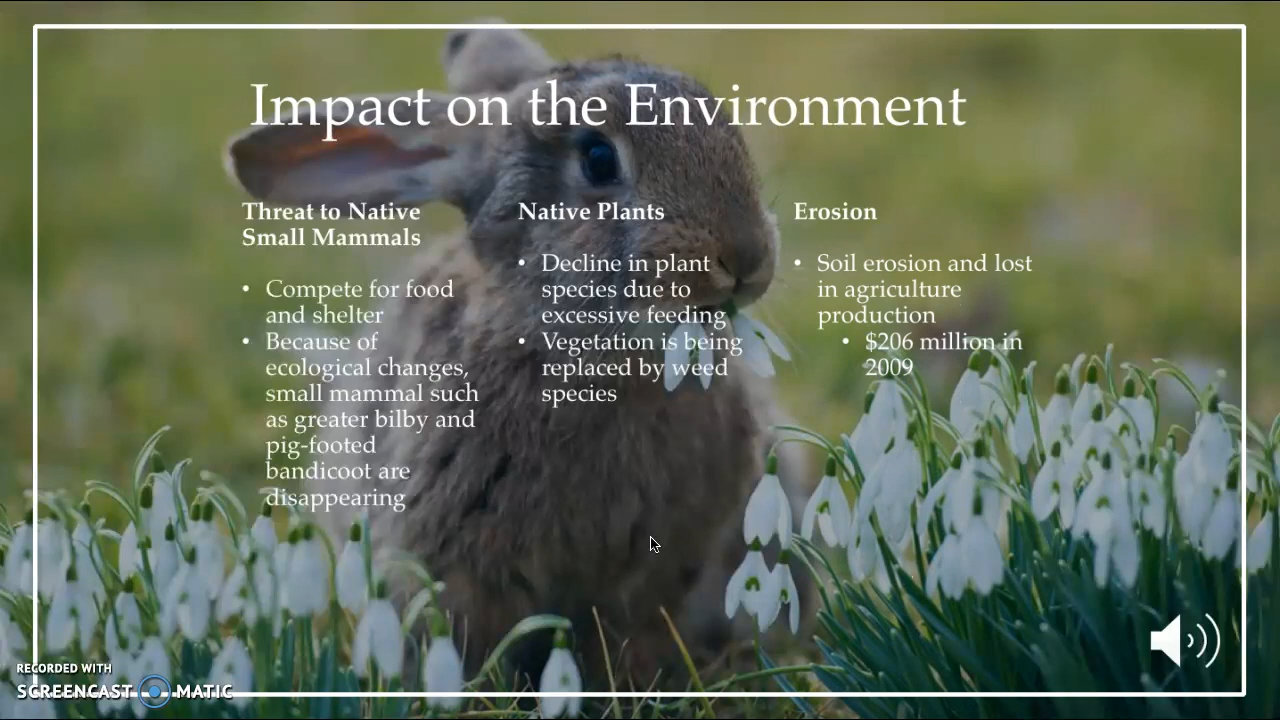 Impact on the Environment
Threat to Native
Small Mammals
• Compete for food
and shelter
• Because of
ecological changes,
small mammal such
as greater bilby and
pig-footed
bandicoot are
disappearing
Native Plants
• Decline in plant
species due to
excessive feeding
• Vegetation is being
replaced by weed
species
Erosion
• Soil erosion and lost
in agriculture
production
• $206 million in
2009
RECORDED WITH
SCREENCAST MATIC